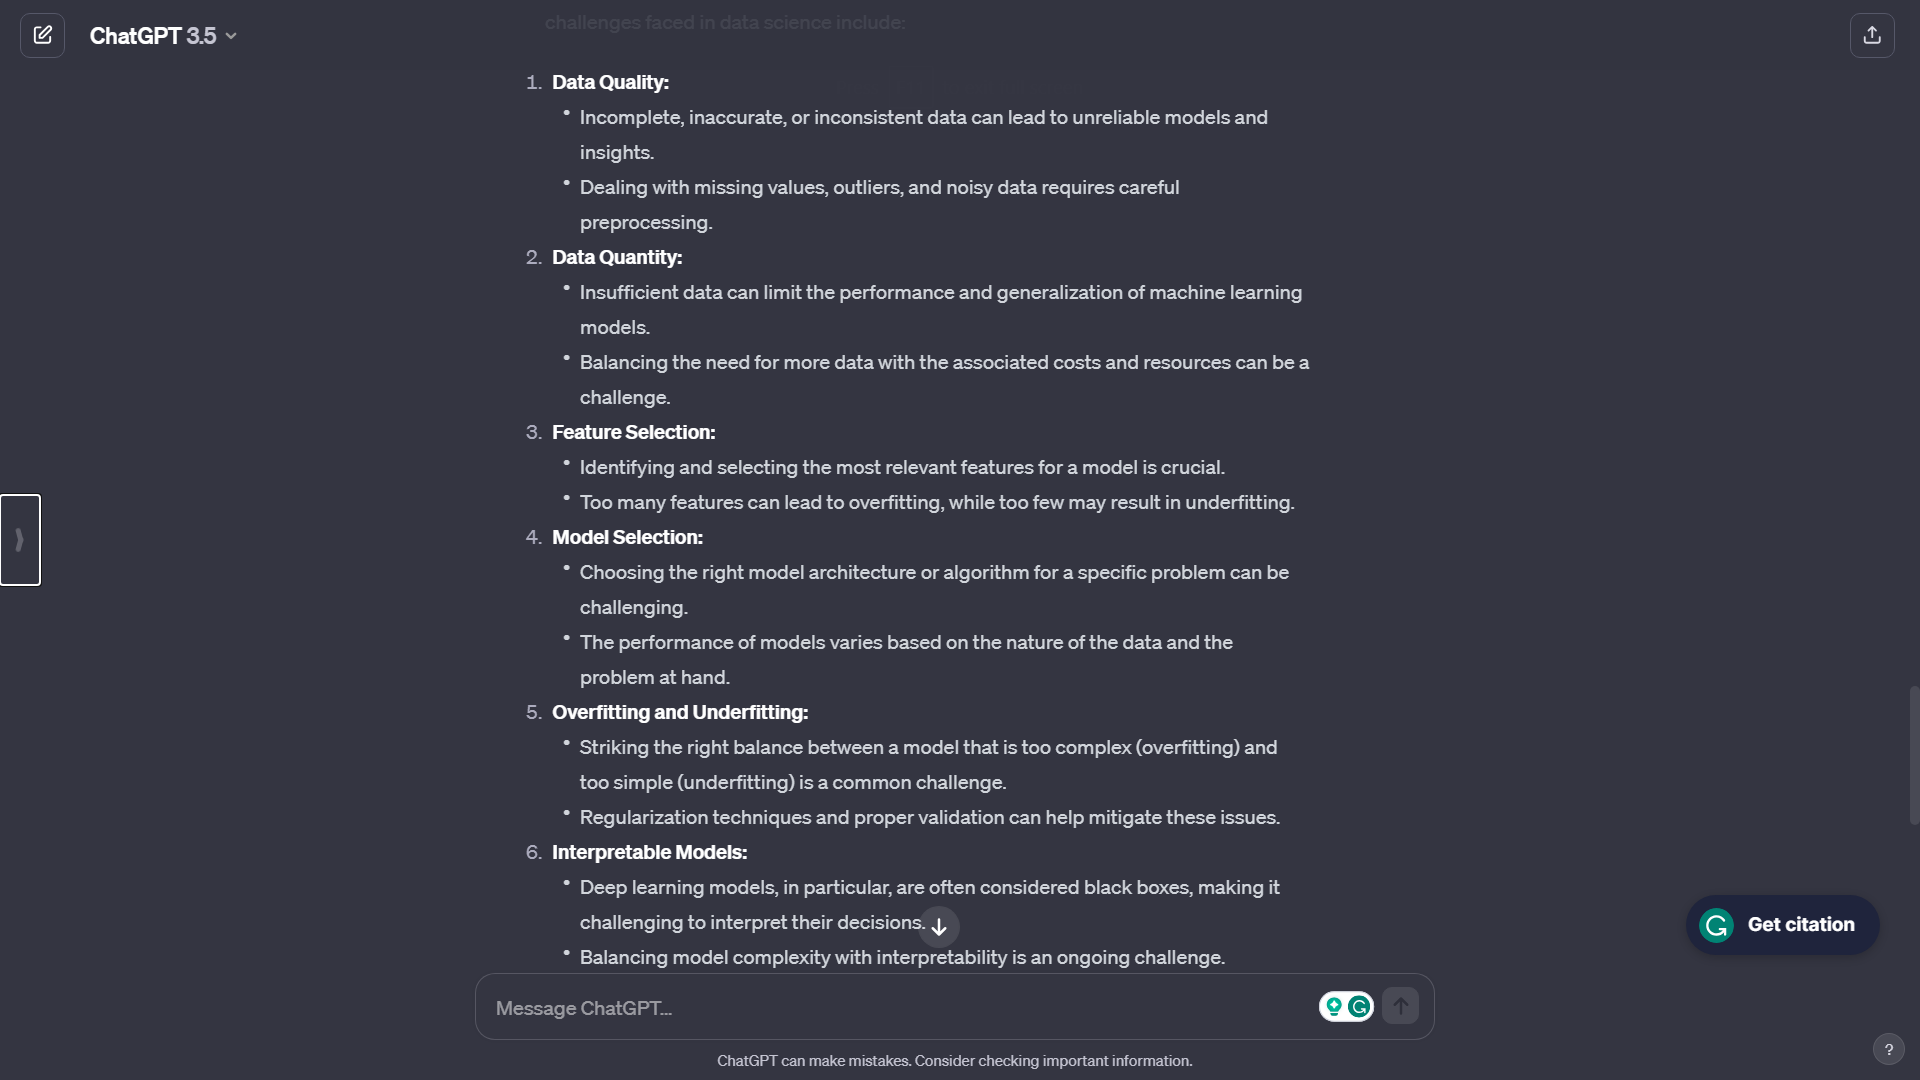 challenges faced in data science include:
ChatGPT 3.5
1. Data Quality:
• Incomplete, inaccurate, or inconsistent data can lead to unreliable models and
insights.
• Dealing with missing values, outliers, and noisy data requires careful
preprocessing.
2. Data Quantity:
• Insufficient data can limit the performance and generalization of machine learning
models.
• Balancing the need for more data with the associated costs and resources can be a
challenge.
3. Feature Selection:
• Identifying and selecting the most relevant features for a model is crucial.
• Too many features can lead to overfitting, while too few may result in underfitting.
4. Model Selection:
• Choosing the right model architecture or algorithm for a specific problem can be
challenging.
• The performance of models varies based on the nature of the data and the
problem at hand.
5. Overfitting and Underfitting:
• Striking the right balance between a model that is too complex (overfitting) and
too simple (underfitting) is a common challenge.
• Regularization techniques and proper validation can help mitigate these issues.
6. Interpretable Models:
• Deep learning models, in particular, are often considered black boxes, making it
challenging to interpret their decisions.
• Balancing model complexity with interpretability is an ongoing challenge.
Get citation
Message ChatGPT...
ChatGPT can make mistakes. Consider checking important information.
?